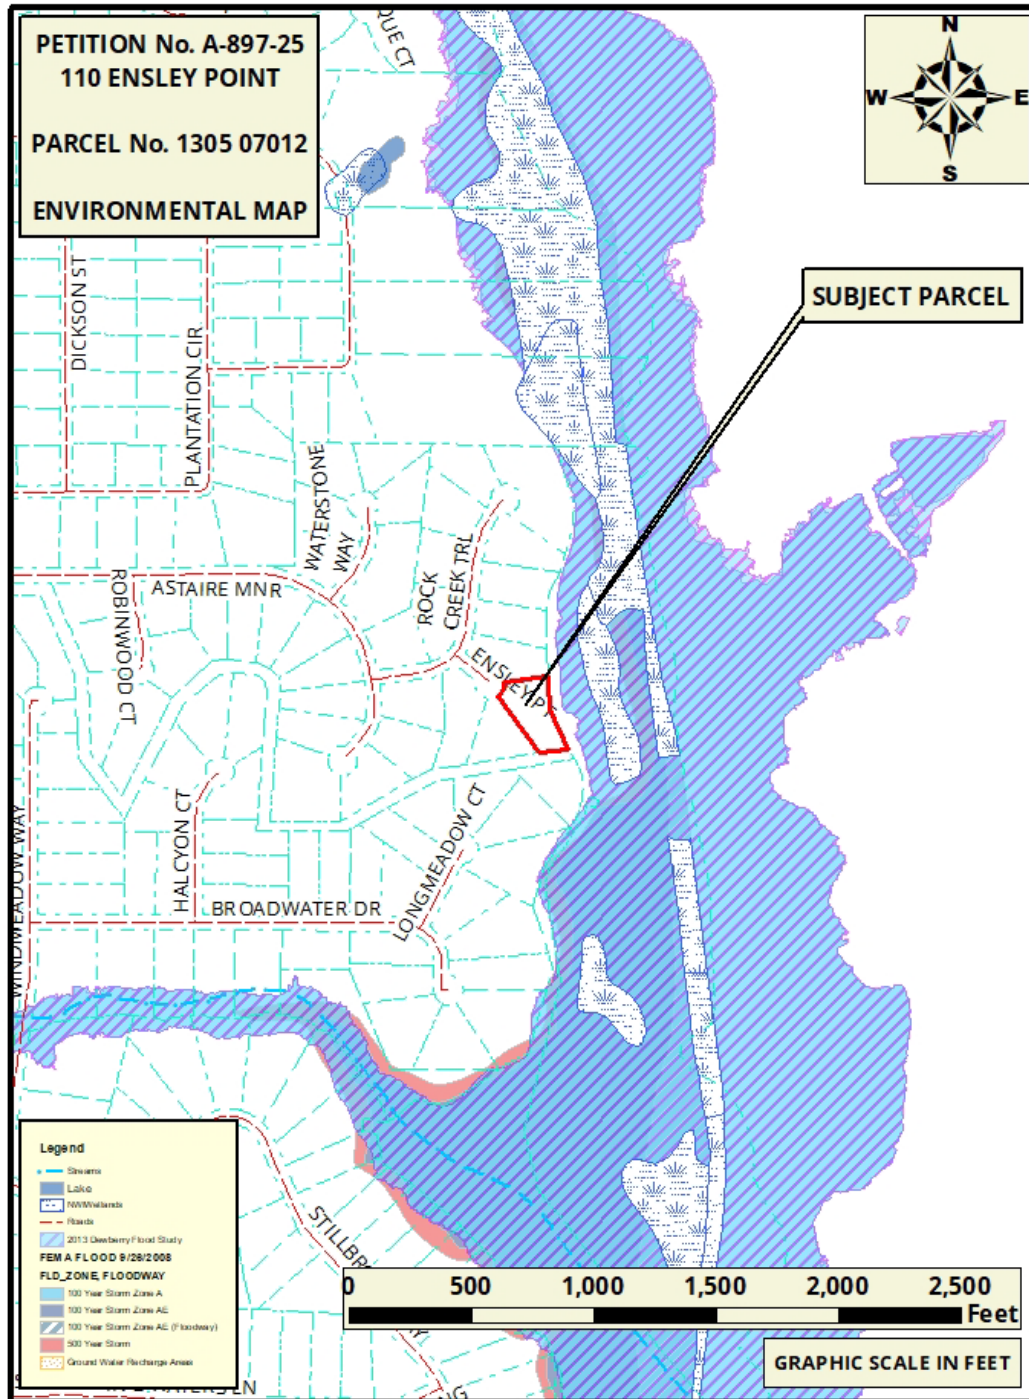 PETITION No. A-897-25
110 ENSLEY POINT
PARCEL No. 1305 07012
ENVIRONMENTAL MAP
QUE CT
N
W
E
S
SUBJECT PARCEL
DICKSON ST
PLANTATION CIR
WATERSTONE
WAY
ROCK
CREEK TRL
ROBINWOOD CT
ASTAIRE MNR
ENSLEY PT
HALCYON CT
LONGMEADOW CT
BROADWATER DR
WINDMEADOW WAY
STILLBR
Legend
Streams
Lake
NWIWetlands
Roads
2013 Dewberry Flood Study
FEMA FLOOD 9/26/2008
FLD_ZONE, FLOODWAY
100 Year Storm Zone A
100 Year Storm Zone AE
100 Year Storm Zone AE (Floodway)
500 Year Storm
Ground Water Recharge Areas
0 500 1,000 1,500 2,000 2,500
Feet
GRAPHIC SCALE IN FEET